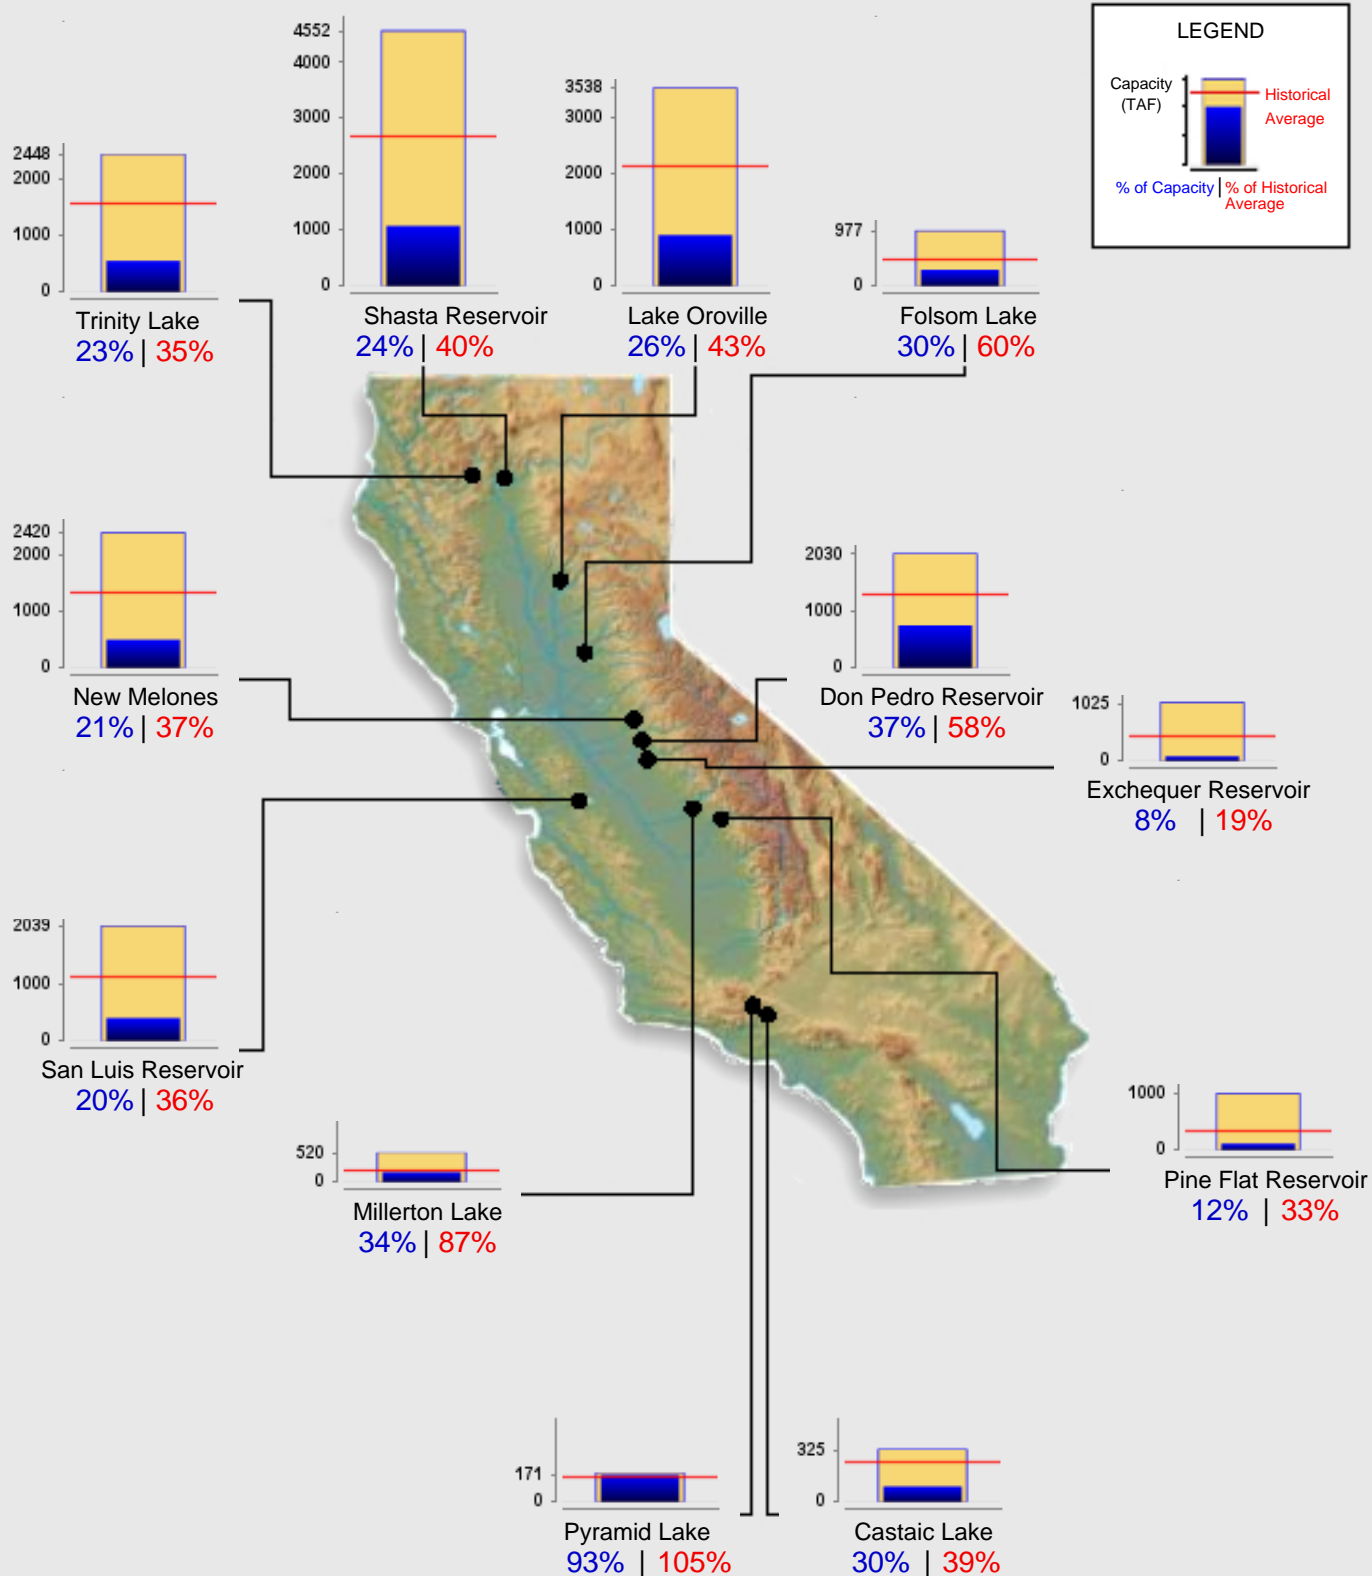 LEGEND
Capacity
(TAF)
Historical
Average
% of Capacity | % of Historical
Average
4552
4000
3000
2000
1000
0
Shasta Reservoir
24% | 40%
3538
3000
2000
1000
0
Lake Oroville
26% | 43%
2448
2000
1000
0
Trinity Lake
23% | 35%
977
0
Folsom Lake
30% | 60%
2420
2000
1000
0
New Melones
21% | 37%
2030
1000
0
Don Pedro Reservoir
37% | 58%
1025
0
Exchequer Reservoir
8% | 19%
2039
1000
0
San Luis Reservoir
20% | 36%
520
0
Millerton Lake
34% | 87%
1000
0
Pine Flat Reservoir
12% | 33%
171
0
Pyramid Lake
93% | 105%
325
0
Castaic Lake
30% | 39%